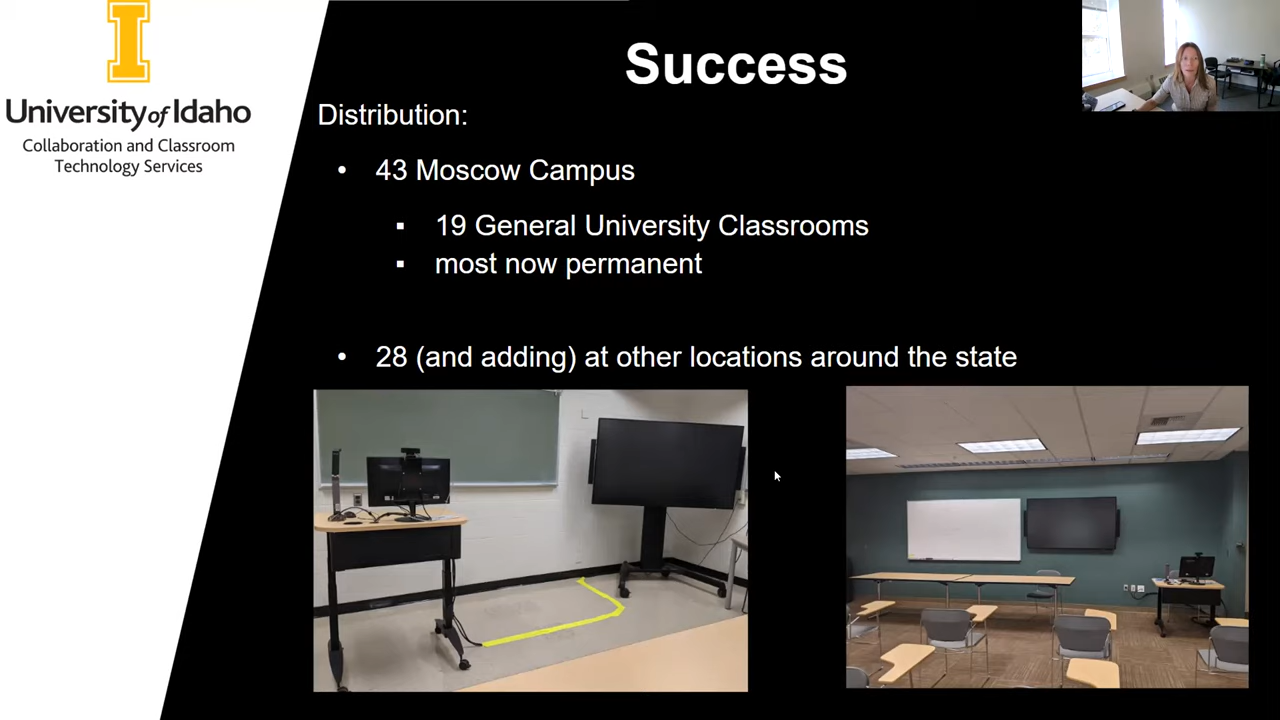 Success
University of Idaho
Collaboration and Classroom
Technology Services
Distribution:
• 43 Moscow Campus
▪ 19 General University Classrooms
▪ most now permanent
• 28 (and adding) at other locations around the state